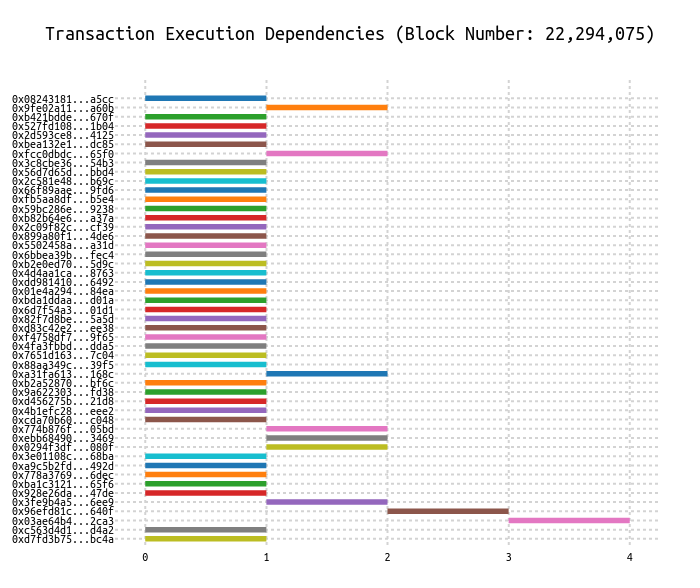 Transaction Execution Dependencies (Block Number: 22,294,075)
0x08243181...a5cc
0x9fe02a11...a60b
0xb421bdde...670f
0x527fd108...1b04
0x2d593ce8...4125
0xbea132e1...dc85
0xfcc0dbdc...65f0
0x3c8cbe36...54b3
0x56d7d65d...bbd4
0x2c581e48...b69c
0x66f89aae...9fd6
0xfb5aa8df...b5e4
0x59bc286e...9238
0xb82b64e6...a37a
0x2c09f82c...cf39
0x899a80f1...4de6
0x5502458a...a31d
0x6bbea39b...fec4
0xb2e0ed70...5d9c
0x4d4aa1ca...8763
0xdd981410...6492
0x01e4a294...84ea
0xbda1ddaa...d01a
0x6d7f54a3...01d1
0x82f7d8be...5a5d
0xd83c42e2...ee38
0xf4758df7...9f65
0x4fa3fbbd...dda5
0x7651d163...7c04
0x88aa349c...39f5
0xa31fa613...168c
0xb2a52870...bf6c
0x9a622303...fd38
0xd456275b...21d8
0x4b1efc28...eee2
0xcda70b60...c048
0x774b876f...05bd
0xebb68490...3469
0x0294f3df...080f
0x3e01108c...68ba
0xa9c5b2fd...492d
0x778a3769...6dec
0xba1c3121...65f6
0x928e26da...47de
0x3fe9b4a5...6ee9
0x96efd81c...640f
0x03ae64b4...2ca3
0xc563d4d1...d4a2
0xd7fd3b75...bc4a
0 1 2 3 4